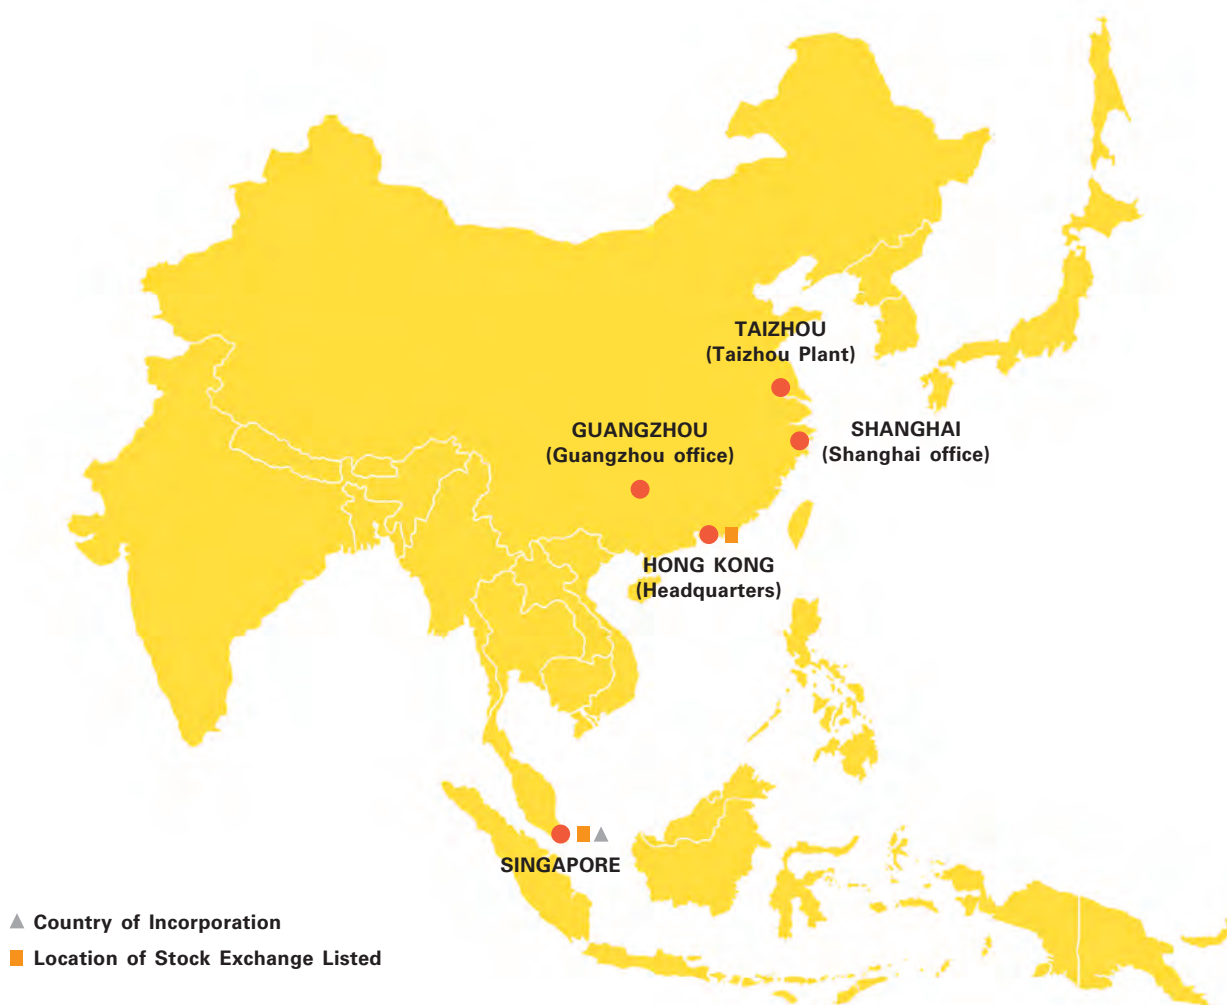 TAIZHOU
(Taizhou Plant)
GUANGZHOU
(Guangzhou office)
SHANGHAI
(Shanghai office)
HONG KONG
(Headquarters)
SINGAPORE
Country of Incorporation
Location of Stock Exchange Listed